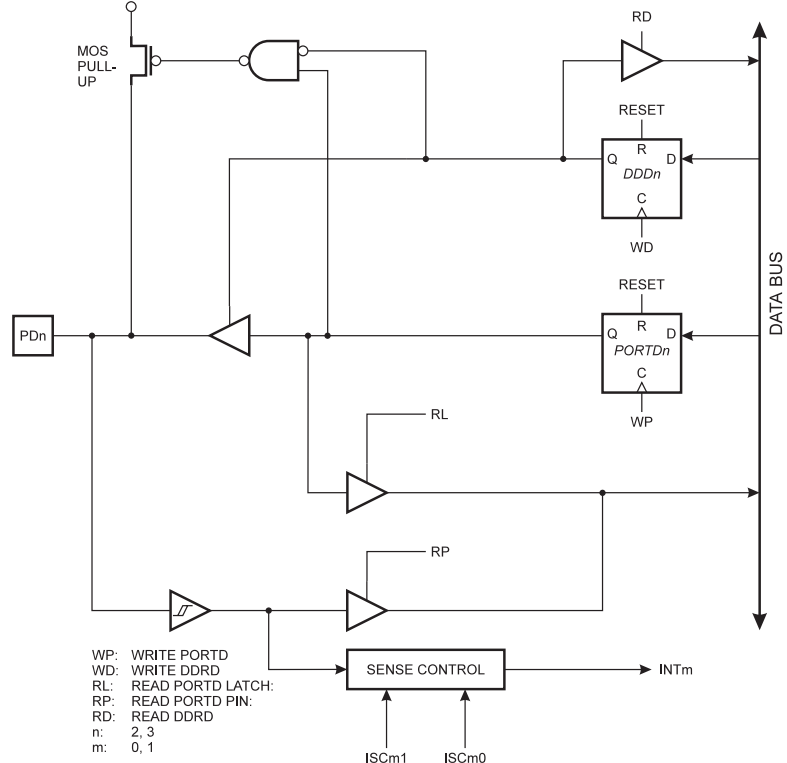 RD
MOS
PULL-
UP
RESET
R
Q
D
DDDn
C
WD
DATA BUS
RESET
PDn
R
Q
D
PORTDn
C
WP
RL
RP
WP: WRITE PORTD
WD: WRITE DDRD
RL: READ PORTD LATCH:
RP: READ PORTD PIN:
RD: READ DDRD
n: 2, 3
m: 0, 1
SENSE CONTROL
INTm
ISCm1
ISCm0